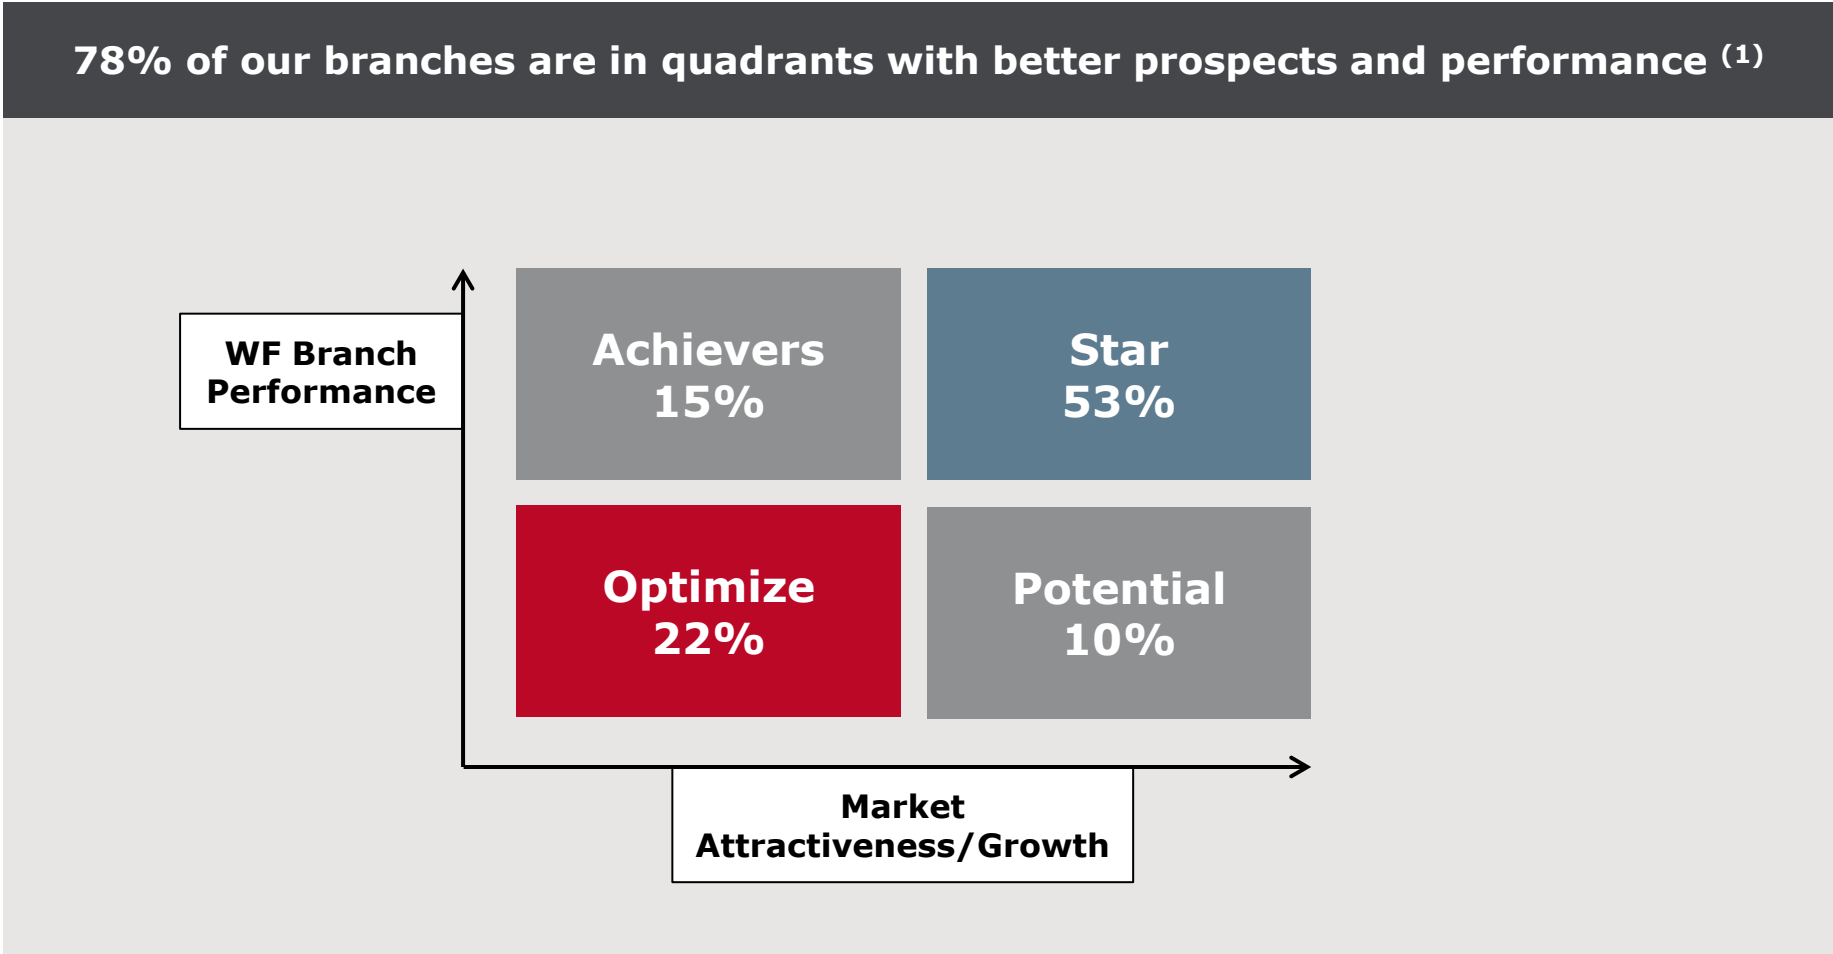 78% of our branches are in quadrants with better prospects and performance (1)
WF Branch
Performance
Achievers
15%
Star
53%
Optimize
22%
Potential
10%
Market
Attractiveness/Growth